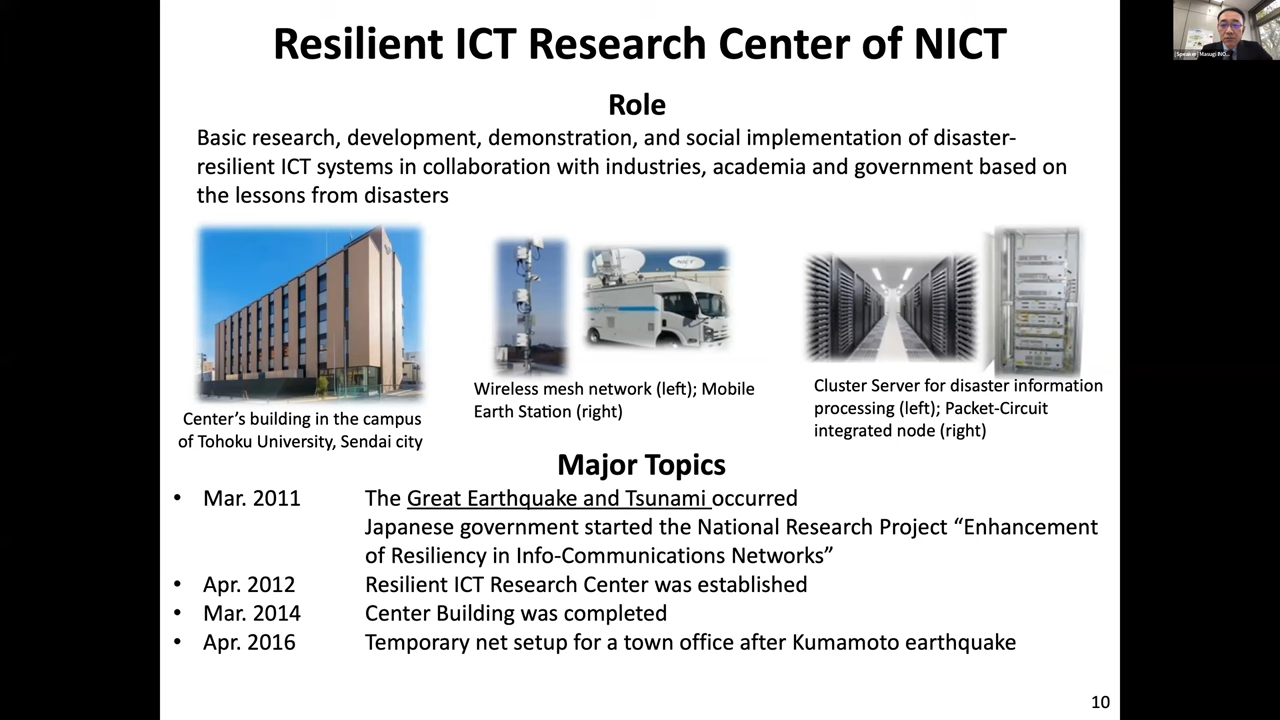 Resilient ICT Research Center of NICT
Role
Basic research, development, demonstration, and social implementation of disaster-
resilient ICT systems in collaboration with industries, academia and government based on
the lessons from disasters
Center's building in the campus
of Tohoku University, Sendai city
Wireless mesh network (left); Mobile
Earth Station (right)
Cluster Server for disaster information
processing (left); Packet-Circuit
integrated node (right)
Major Topics
• Mar. 2011 The Great Earthquake and Tsunami occurred
Japanese government started the National Research Project “Enhancement
of Resiliency in Info-Communications Networks”
• Apr. 2012 Resilient ICT Research Center was established
• Mar. 2014 Center Building was completed
• Apr. 2016 Temporary net setup for a town office after Kumamoto earthquake
10